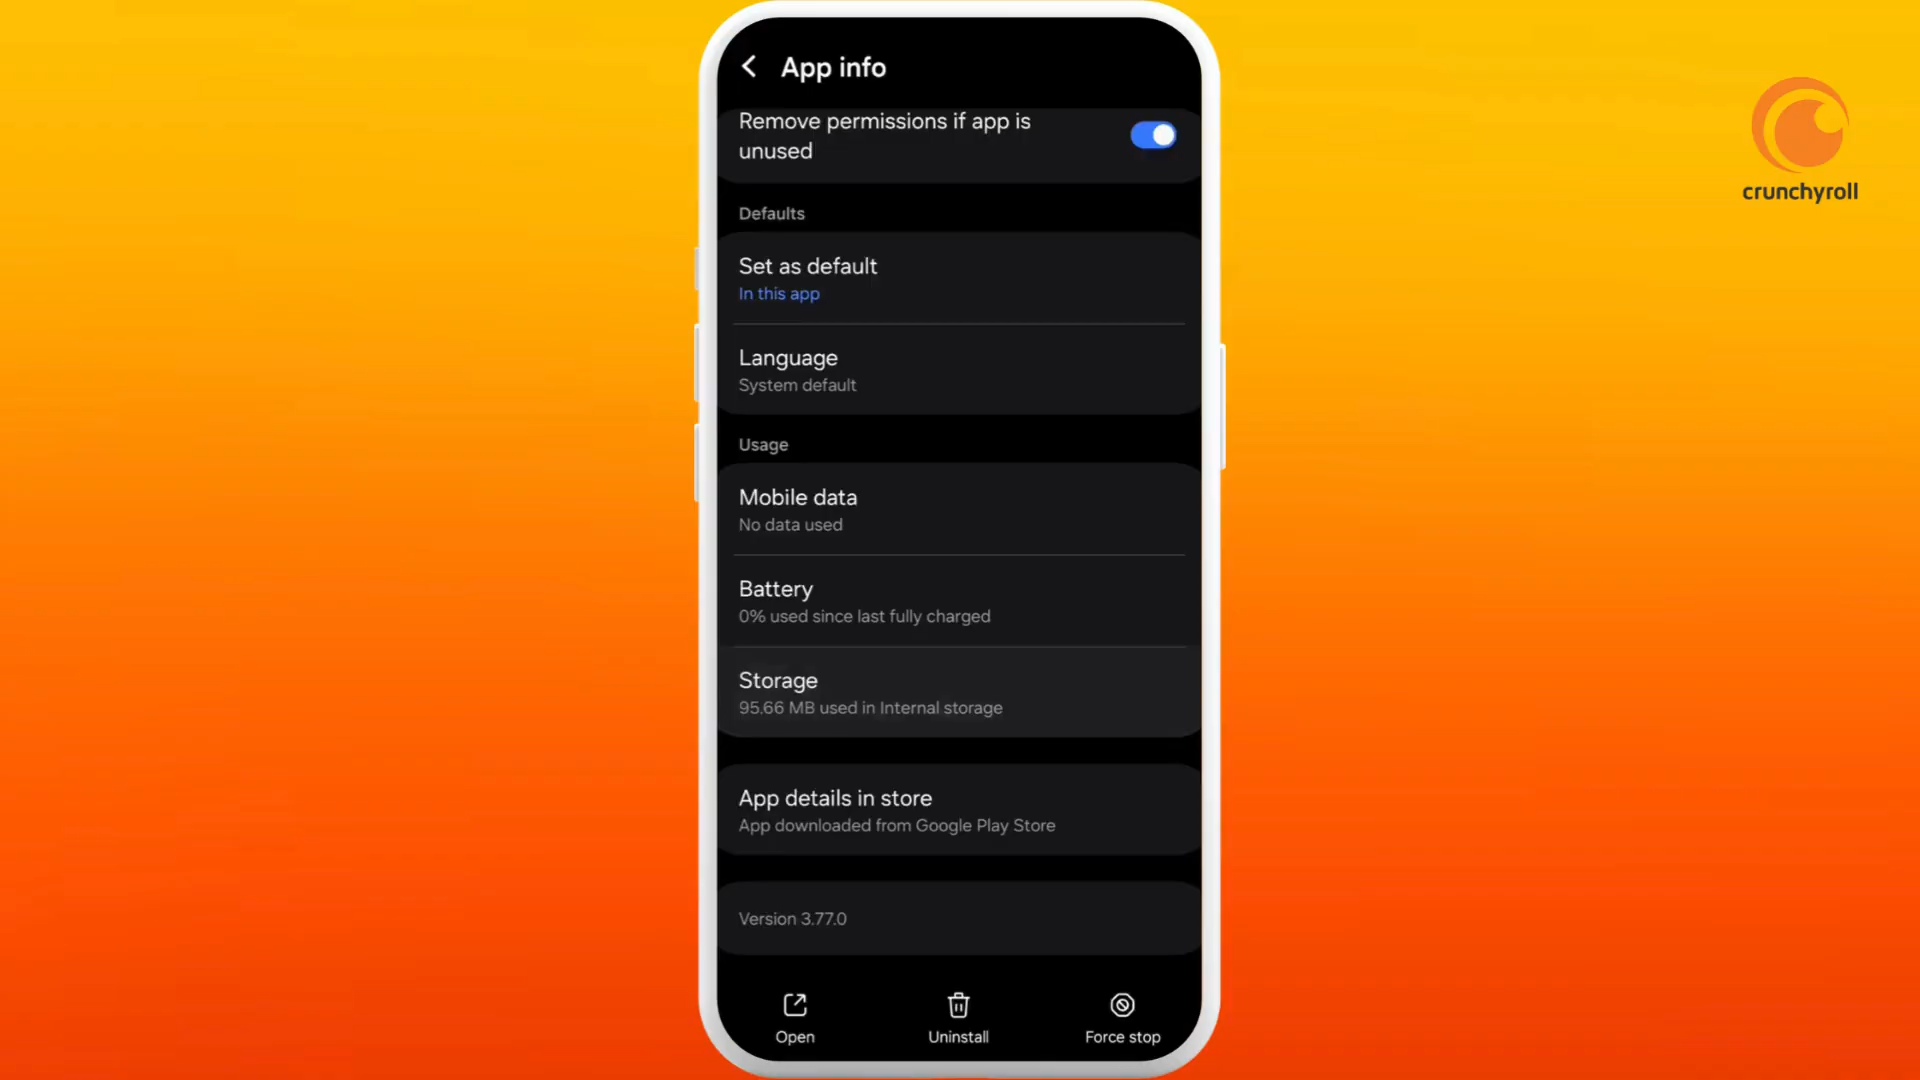 App info
Remove permissions if app is
unused
Defaults
Set as default
In this app
Language
System default
Usage
Mobile data
No data used
Battery
0% used since last fully charged
Storage
95.66 MB used in Internal storage
App details in store
App downloaded from Google Play Store
Version 3.77.0
Open
Uninstall
Force stop
crunchyroll